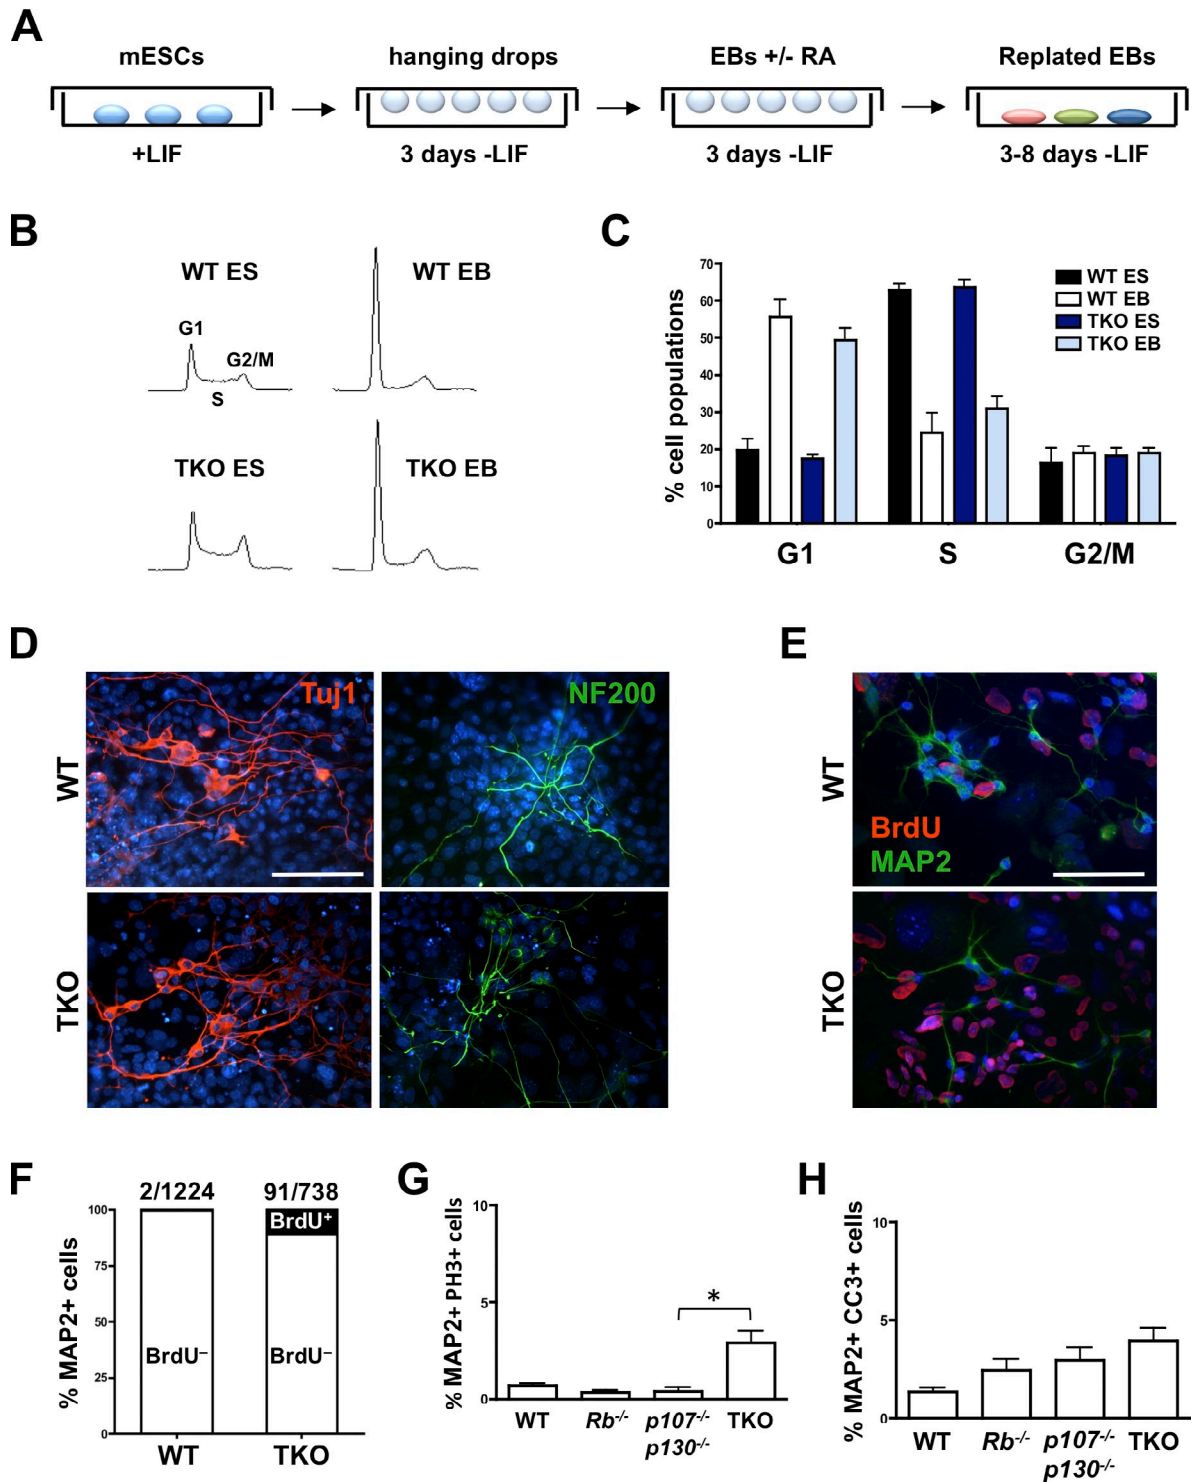 A
mESCs
hanging drops
EBs +/- RA
Replated EBs
+LIF
3 days -LIF
3 days -LIF
3-8 days -LIF
B
WT ES
WT EB
G1
G2/M
S
TKO ES
TKO EB
C
% cell populations
70
60
50
40
30
20
10
0
WT ES
WT EB
TKO ES
TKO EB
G1
S
G2/M
D
WT
Tuj1
NF200
TKO
E
WT
BrdU
MAP2
TKO
F
2/1224
91/738
% MAP2+ cells
100
75
50
25
0
BrdU+
BrdU–
BrdU–
WT
TKO
G
% MAP2+ PH3+ cells
10
5
0
*
WT
Rb-/-
p107-/-
p130-/-
TKO
H
% MAP2+ CC3+ cells
10
5
0
WT
Rb-/-
p107-/-
p130-/-
TKO